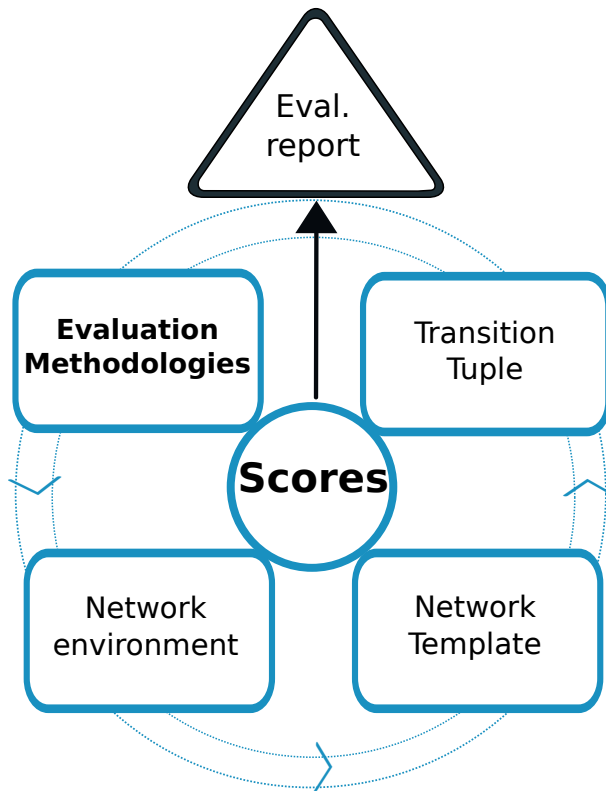 Eval.
report
Evaluation
Methodologies
Transition
Tuple
Scores
Network
environment
Network
Template